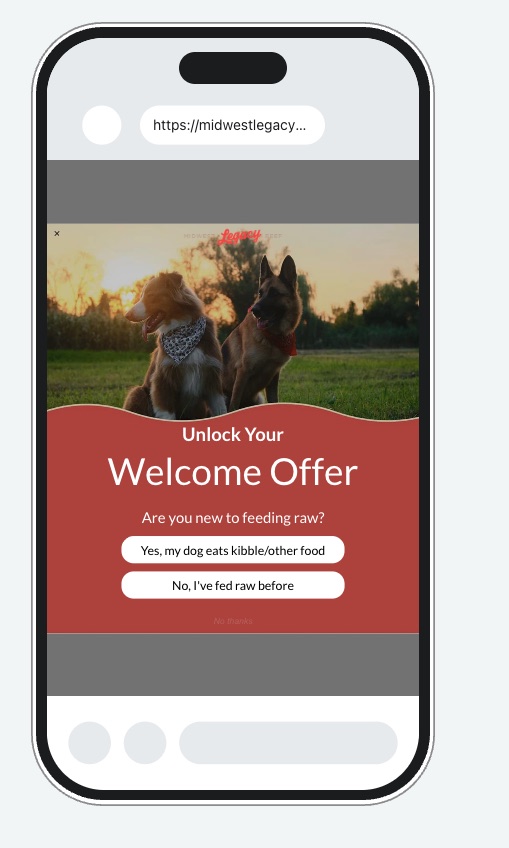 https://midwestlegacy...
×
Legacy
Unlock Your
Welcome Offer
Are you new to feeding raw?
Yes, my dog eats kibble/other food
No, I've fed raw before
No thanks